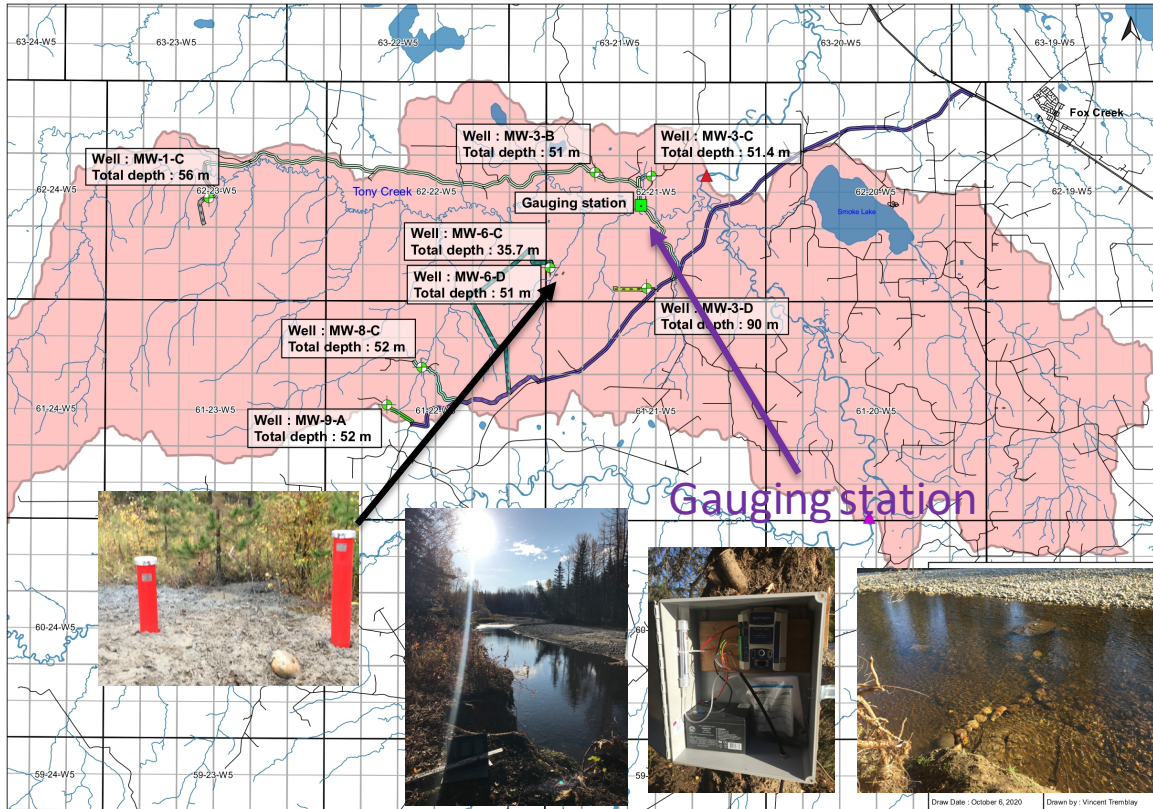 63-24-W5
63-23-W5
63-22-W5
63-21-W5
63-20-W5
63-19-W5
Fox Creek
Well : MW-1-C
Total depth : 56 m
Well : MW-3-B
Total depth : 51 m
Well : MW-3-C
Total depth : 51.4 m
62-24-W5
62-23-W5
Tony Creek
62-22-W5
62-21-W5
62-20-W5
62-19-W5
Gauging station
Smoke Lake
Well : MW-6-C
Total depth : 35.7 m
Well : MW-6-D
Total depth : 51 m
Well : MW-3-D
Total depth : 90 m
Well : MW-8-C
Total depth : 52 m
61-24-W5
61-23-W5
61-22-W5
61-21-W5
61-20-W5
Well : MW-9-A
Total depth : 52 m
Gauging station
60-24-W5
60-
59-24-W5
59-23-W5
59-
Draw Date : October 6, 2020
Drawn by : Vincent Tremblay